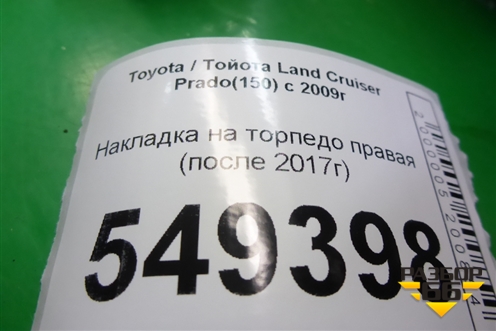 Toyota / Тойота Land Cruiser
Prado(150) с 2009г
Накладка на торпедо правая
(после 2017г)
549398
РАЗБОР
66